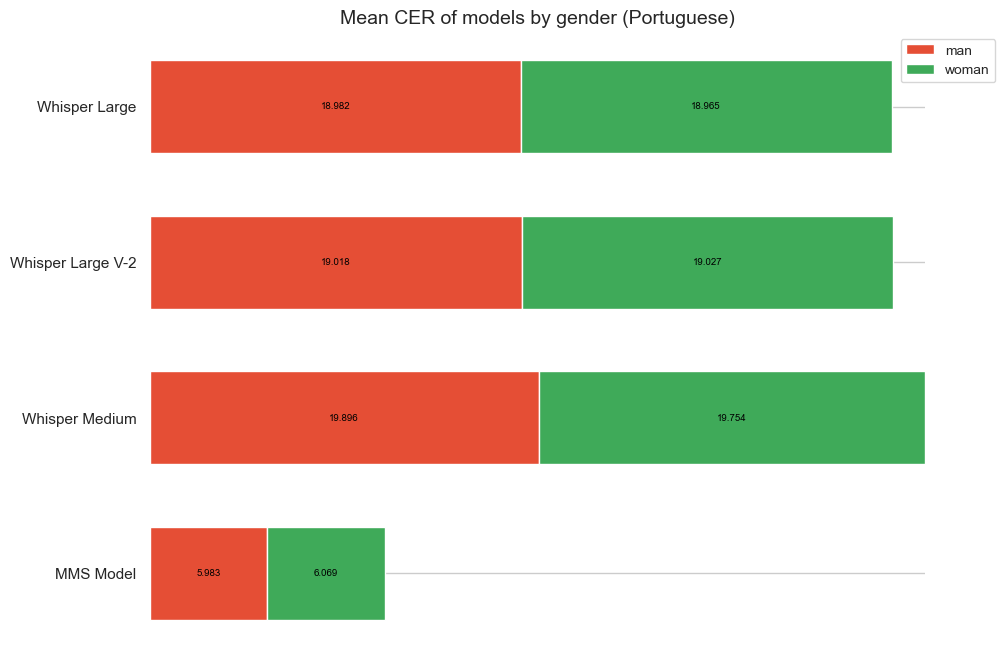 Mean CER of models by gender (Portuguese)
man
woman
Whisper Large
18.982
18.965
Whisper Large V-2
19.018
19.027
Whisper Medium
19.896
19.754
MMS Model
5.983
6.069